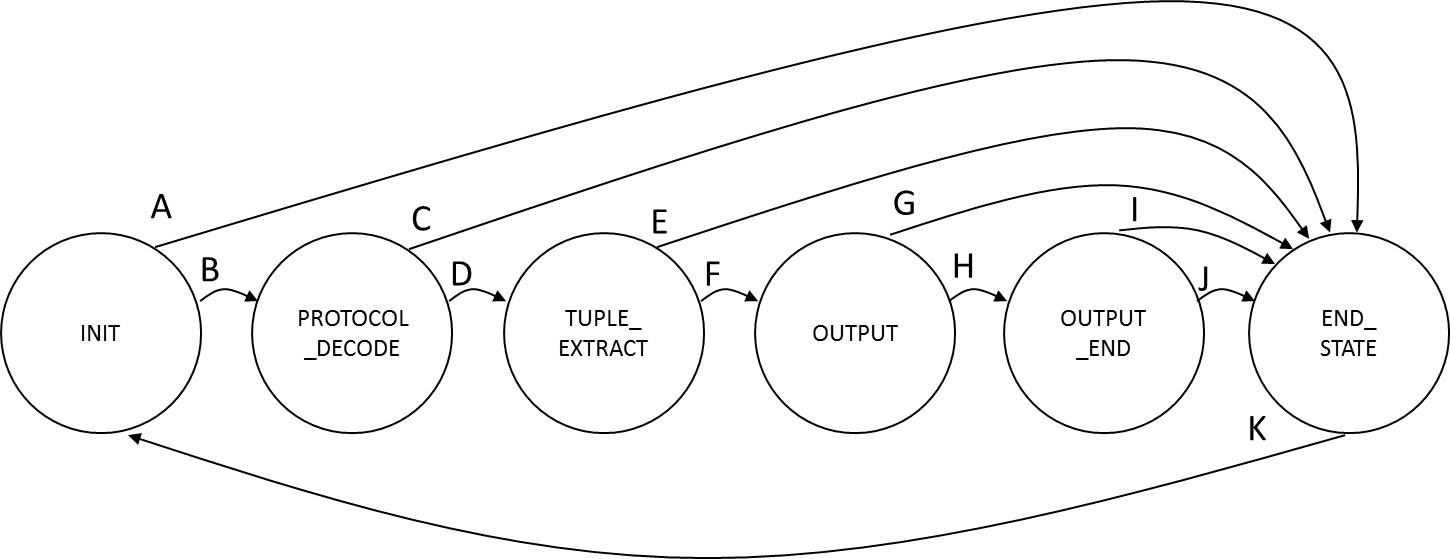 A
C
E
G
I
B
D
F
H
J
INIT
PROTOCOL
_DECODE
TUPLE_
EXTRACT
OUTPUT
OUTPUT
_END
END_
STATE
K